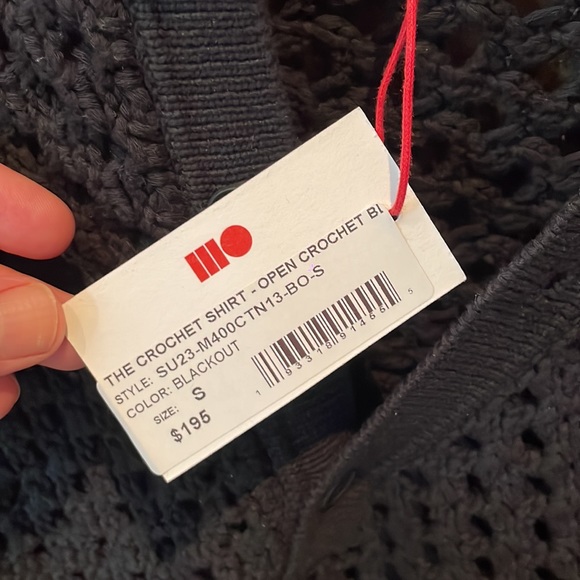 THE CROCHET SHIRT - OPEN CROCHET BL
STYLE: SU23-M400CTN13-BO-S
COLOR: BLACKOUT
SIZE: S
$195